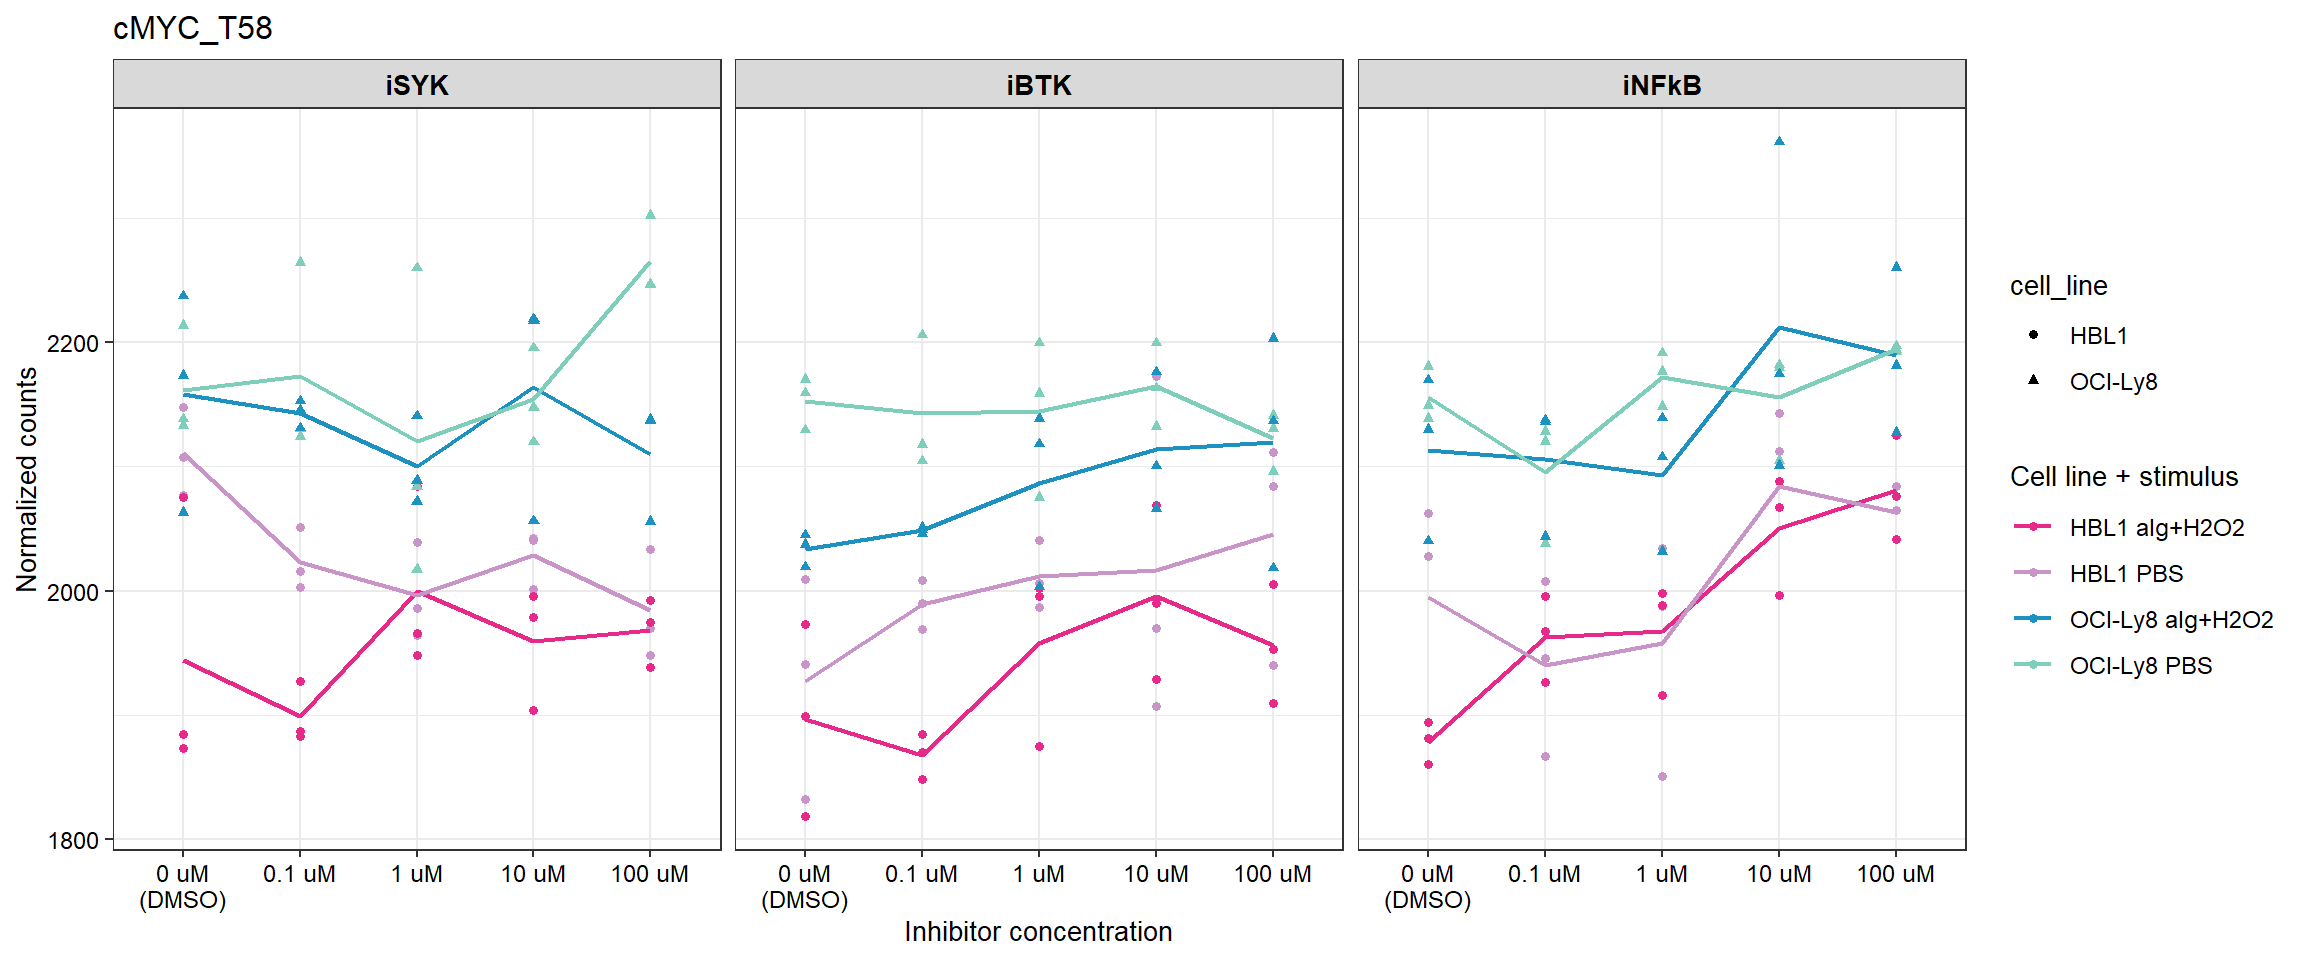 cMYC_T58
iSYK
iBTK
iNFkB
Normalized counts
2200
2000
1800
0 uM
(DMSO)
0.1 uM
1 uM
10 uM
100 uM
0 uM
(DMSO)
0.1 uM
1 uM
10 uM
100 uM
0 uM
(DMSO)
0.1 uM
1 uM
10 uM
100 uM
Inhibitor concentration
cell_line
HBL1
OCI-Ly8
Cell line + stimulus
HBL1 aIg+H2O2
HBL1 PBS
OCI-Ly8 aIg+H2O2
OCI-Ly8 PBS